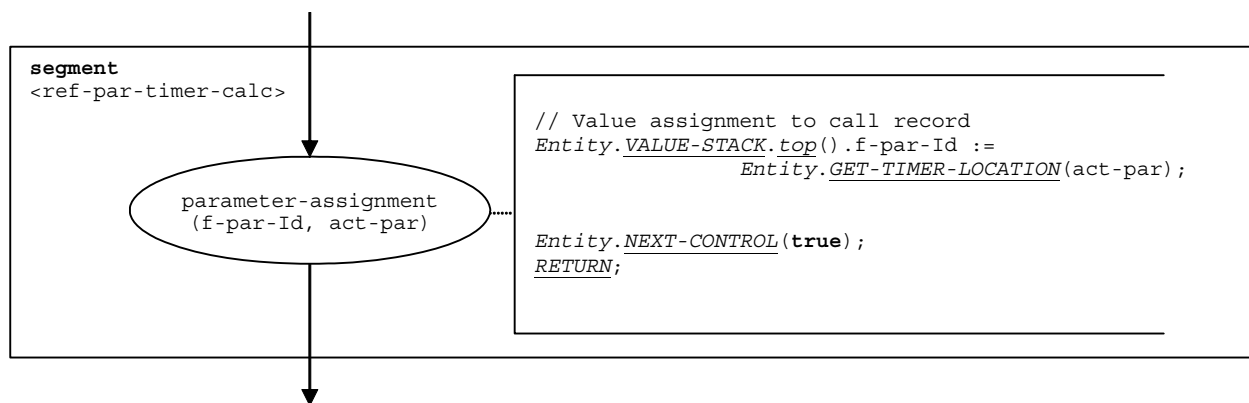 segment
<ref-par-timer-calc>
parameter-assignment
(f-par-Id, act-par)
// Value assignment to call record
Entity.VALUE-STACK.top().f-par-Id :=
Entity.GET-TIMER-LOCATION(act-par);
Entity.NEXT-CONTROL(true);
RETURN;